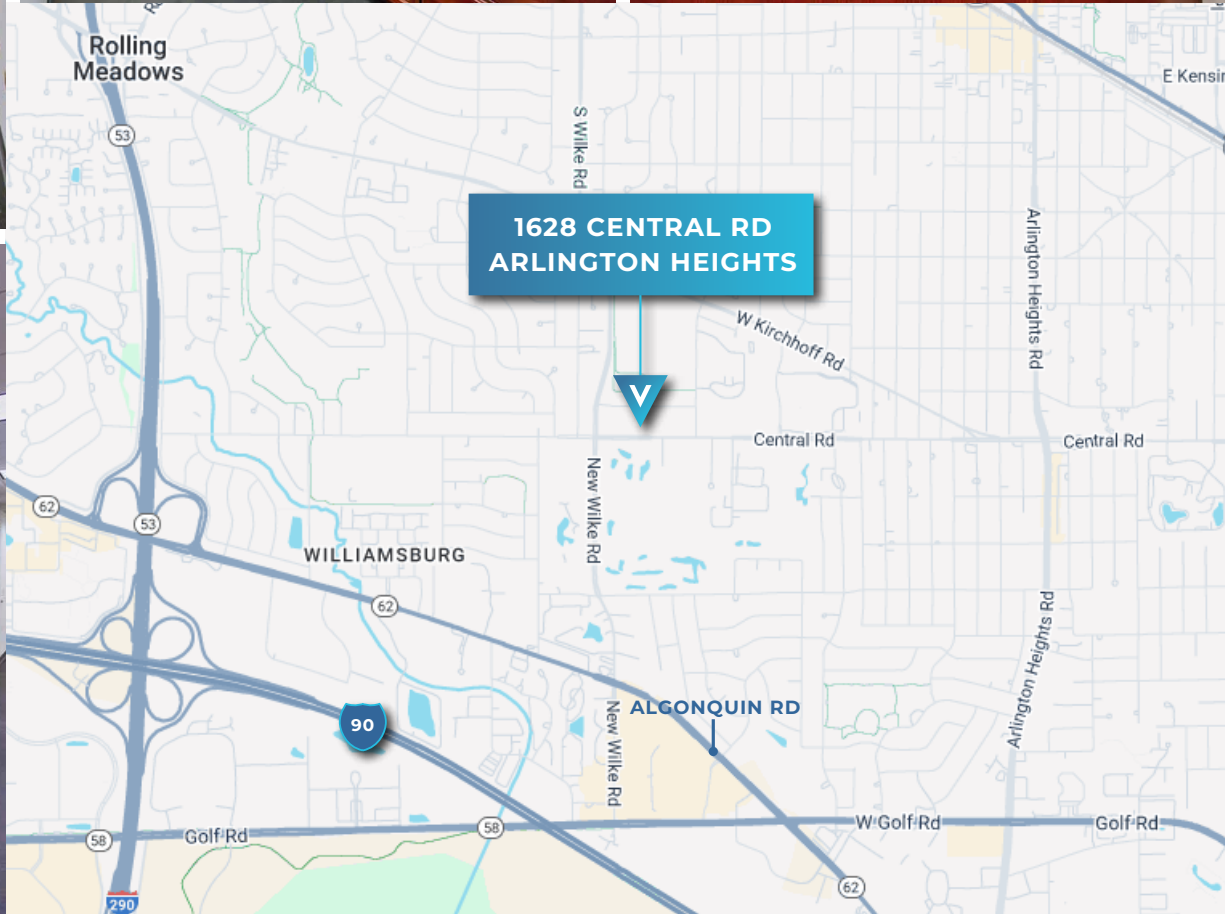 Rolling
Meadows
E Kensin
53
S Wilke Rd
1628 CENTRAL RD
ARLINGTON HEIGHTS
Arlington Heights Rd
W Kirchhoff Rd
V
Central Rd
Central Rd
New Wilke Rd
62
53
WILLIAMSBURG
62
Arlington Heights Rd
ALGONQUIN RD
90
New Wilke Rd
58
Golf Rd
58
W Golf Rd
Golf Rd
62
290